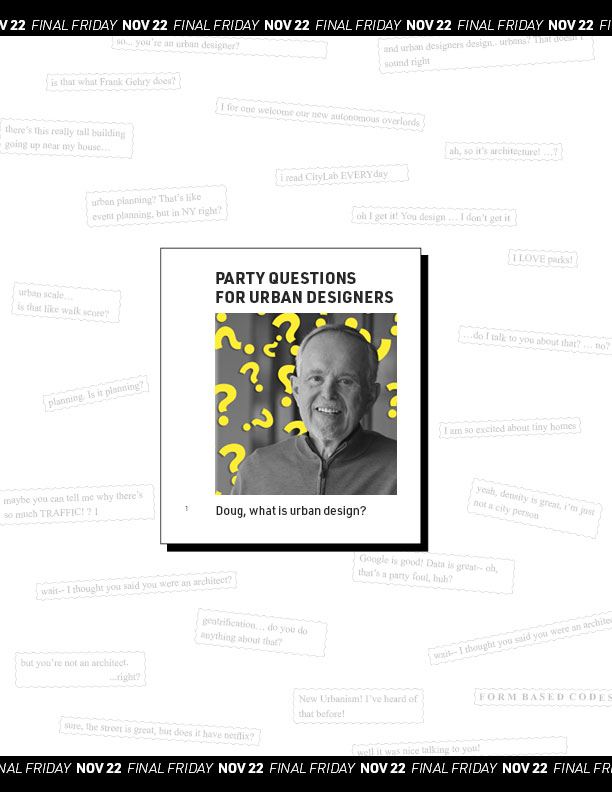 V 22 FINAL FRIDAY NOV 22 FINAL FRIDAY NOV 22 FINAL FRIDAY NOV 22 FINAL FRIDAY NOV 22 FI
so... you're an urban designer?
and urban designers design.. urbans? That doesn't
sound right
is that what Frank Gehry does?
I for one welcome our new autonomous overlords
there's this really tall building
going up near my house…
ah, so it's architecture! …?
i read CityLab EVERYday
urban planning? That's like
event planning, but in NY right?
oh I get it! You design … I don't get it
I LOVE parks!
PARTY QUESTIONS
FOR URBAN DESIGNERS
urban scale…
is that like walk score?
…do I talk to you about that? … no?
planning. Is it planning?
I am so excited about tiny homes
maybe you can tell me why there's
so much TRAFFIC! ? 1
yeah, density is great, i'm just
not a city person
1 Doug, what is urban design?
Google is good! Data is great-- oh,
that's a party foul, huh?
wait-- I thought you said you were an architect?
gentrification… do you do
anything about that?
wait-- I thought you said you were an architec
but you're not an architect-
...right?
New Urbanism! I've heard of
that before!
FORM BASED CODES
sure, the street is great, but does it have netflix?
well it was nice talking to you!
NAL FRIDAY NOV 22 FINAL FRIDAY NOV 22 FINAL FRIDAY NOV 22 FINAL FRIDAY NOV 22 FINAL FR